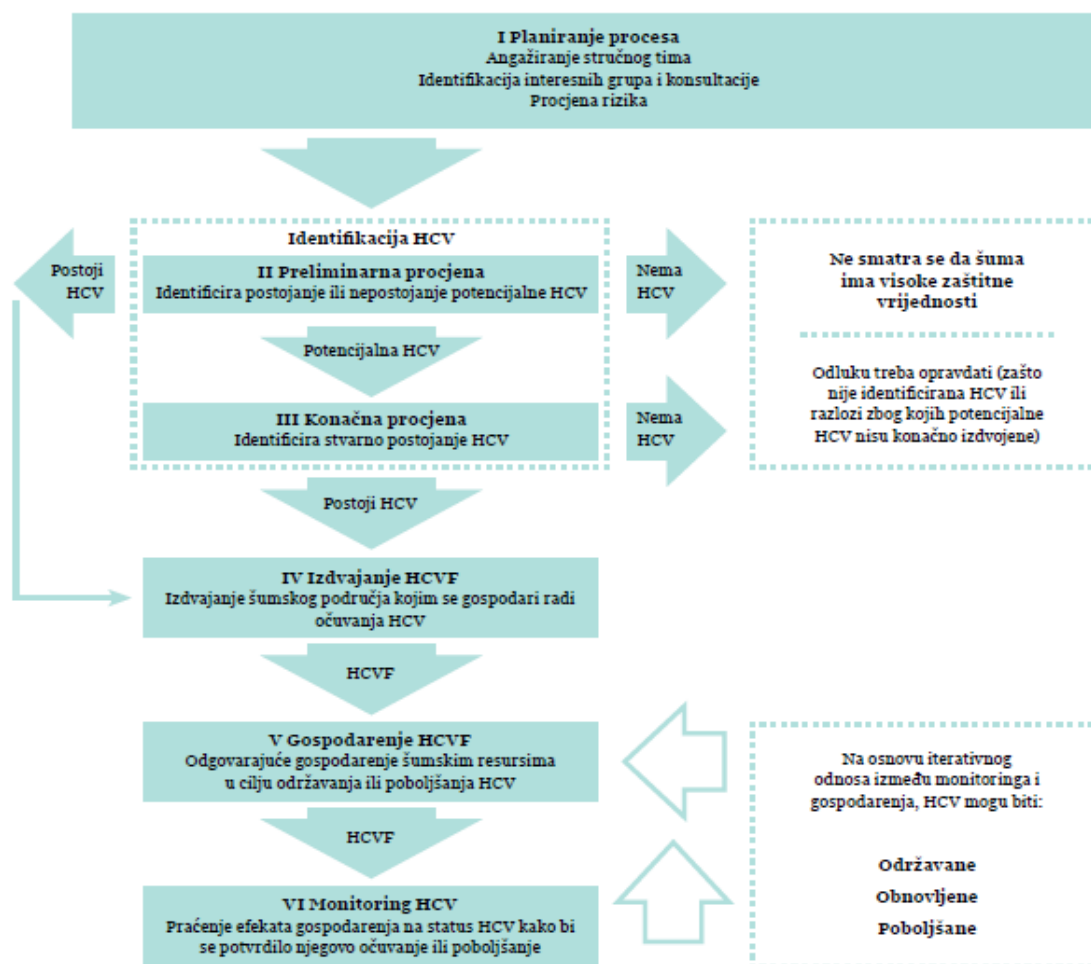 I Planiranje procesa
Angažiranje stručnog tima
Identifikacija interesnih grupa i konsultacije
Procjena rizika
Identifikacija HCV
Postoji
HCV
II Preliminarna procjena
Identificira postojanje ili nepostojanje potencijalne HCV
Nema
HCV
Ne smatra se da šuma
ima visoke zaštitne
vrijednosti
Potencijalna HCV
Odluku treba opravdati (zašto
nije identificirana HCV ili
razlozi zbog kojih potencijalne
HCV nisu konačno izdvojene)
III Konačna procjena
Identificira stvarno postojanje HCV
Nema
HCV
Postoji HCV
IV Izdvajanje HCVF
Izdvajanje šumskog područja kojim se gospodari radi
očuvanja HCV
HCVF
V Gospodarenje HCVF
Odgovarajuće gospodarenje šumskim resursima
u cilju održavanja ili poboljšanja HCV
Na osnovu iterativnog
odnosa između monitoringa i
gospodarenja, HCV mogu biti:
Održavane
Obnovljene
Poboljšane
HCVF
VI Monitoring HCV
Praćenje efekata gospodarenja na status HCV kako bi
se potvrdilo njegovo očuvanje ili poboljšanje